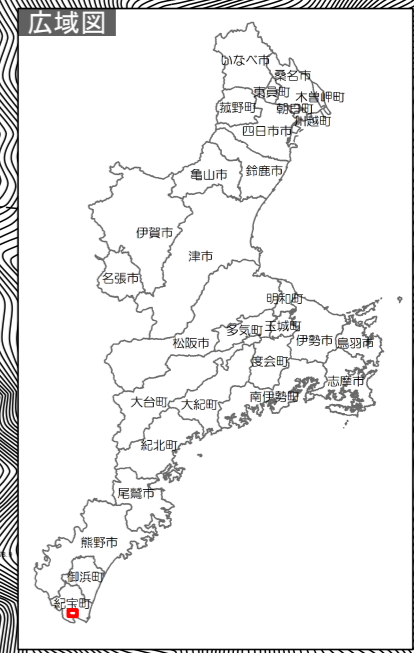 広域図
いなべ市
桑名市
東員町
木曽岬町
菰野町
朝日町
川越町
四日市市
亀山市
鈴鹿市
伊賀市
津市
名張市
明和町
多気町
玉城町
伊勢市
鳥羽市
松阪市
度会町
志摩市
大台町
大紀町
南伊勢町
紀北町
尾鷲市
熊野市
御浜町
紀宝町